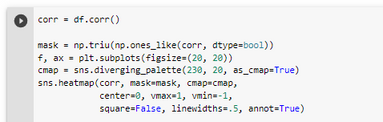 corr = df.corr()
mask = np.triu(np.ones_like(corr, dtype=bool))
f, ax = plt.subplots(figsize=(20, 20))
cmap = sns.diverging_palette(230, 20, as_cmap=True)
sns.heatmap(corr, mask=mask, cmap=cmap,
center=0, vmax=1, vmin=-1,
square=False, linewidths=.5, annot=True)